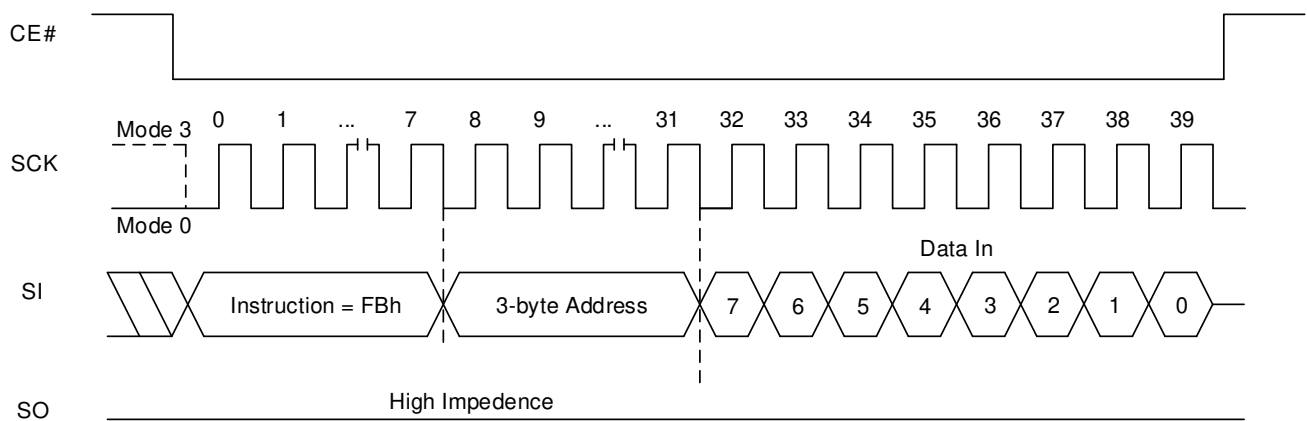 CE#
Mode 3 0 1 ... 7 8 9 ... 31 32 33 34 35 36 37 38 39
SCK
Mode 0
Data In
SI Instruction = FBh 3-byte Address 7 6 5 4 3 2 1 0
High Impedence
SO